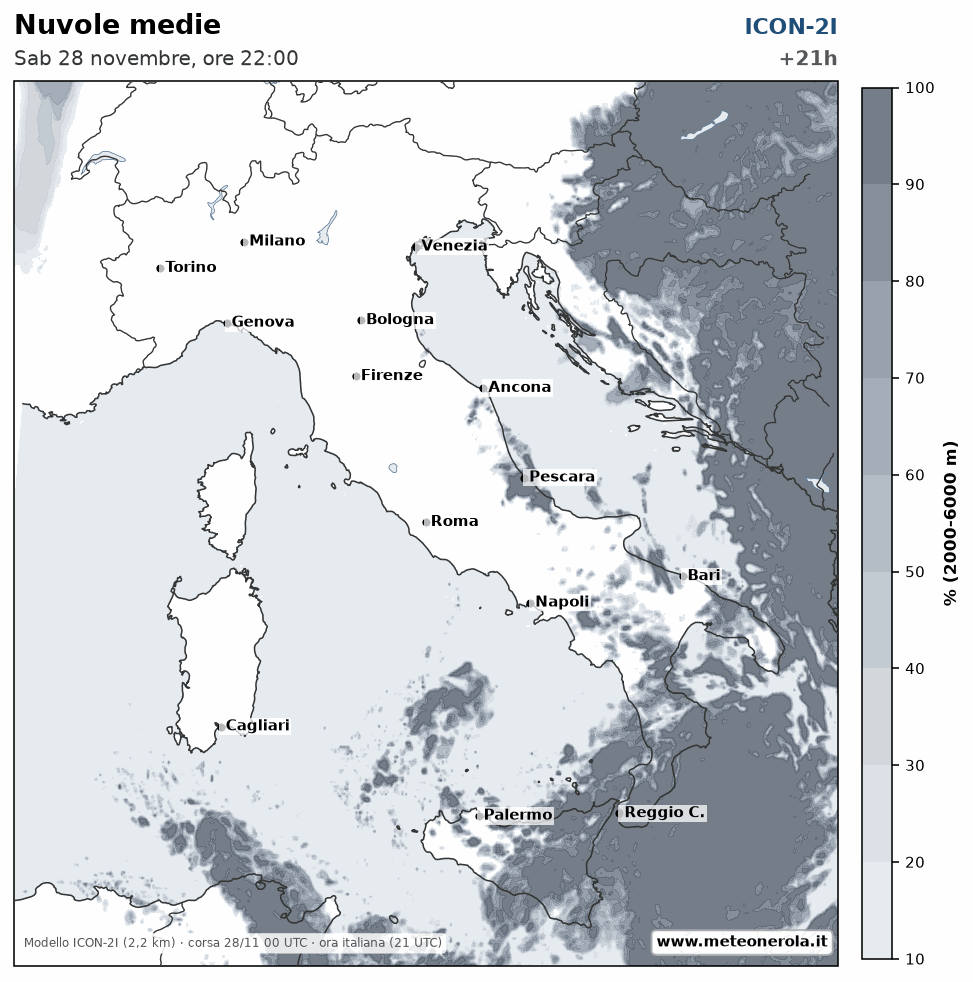 Nuvole medie
ICON-2I
Sab 28 novembre, ore 22:00
+21h
100
90
80
70
60
50
40
30
20
10
% (2000-6000 m)
Milano
Venezia
Torino
Genova
Bologna
Firenze
Ancona
Pescara
Roma
Bari
Napoli
Cagliari
Palermo
Reggio C.
Modello ICON-2I (2,2 km) · corsa 28/11 00 UTC · ora italiana (21 UTC)
www.meteonerola.it